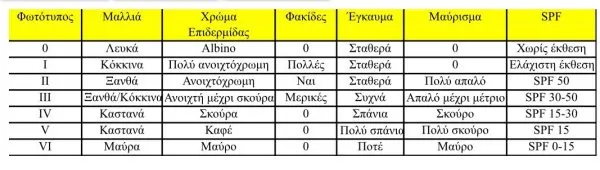 Φωτότυπος Μαλλιά Χρώμα Επιδερμίδας Φακίδες Έγκαυμα Μαύρισμα SPF
0 Λευκά Albino 0 Σταθερά 0 Χωρίς έκθεση
I Κόκκινα Πολύ ανοιχτόχρωμη Πολλές Σταθερά 0 Ελάχιστη έκθεση
II Ξανθά Ανοιχτόχρωμη Ναι Σταθερά Πολύ απαλό SPF 50
III Ξανθά/Κόκκινα Ανοιχτή μέχρι σκούρα Μερικές Συχνά Απαλό μέχρι μέτριο SPF 30-50
IV Καστανά Σκούρα 0 Σπάνια Σκούρο SPF 15-30
V Καστανά Καφέ 0 Πολύ σπάνια Πολύ σκούρο SPF 15
VI Μαύρα Μαύρο 0 Ποτέ Μαύρο SPF 0-15